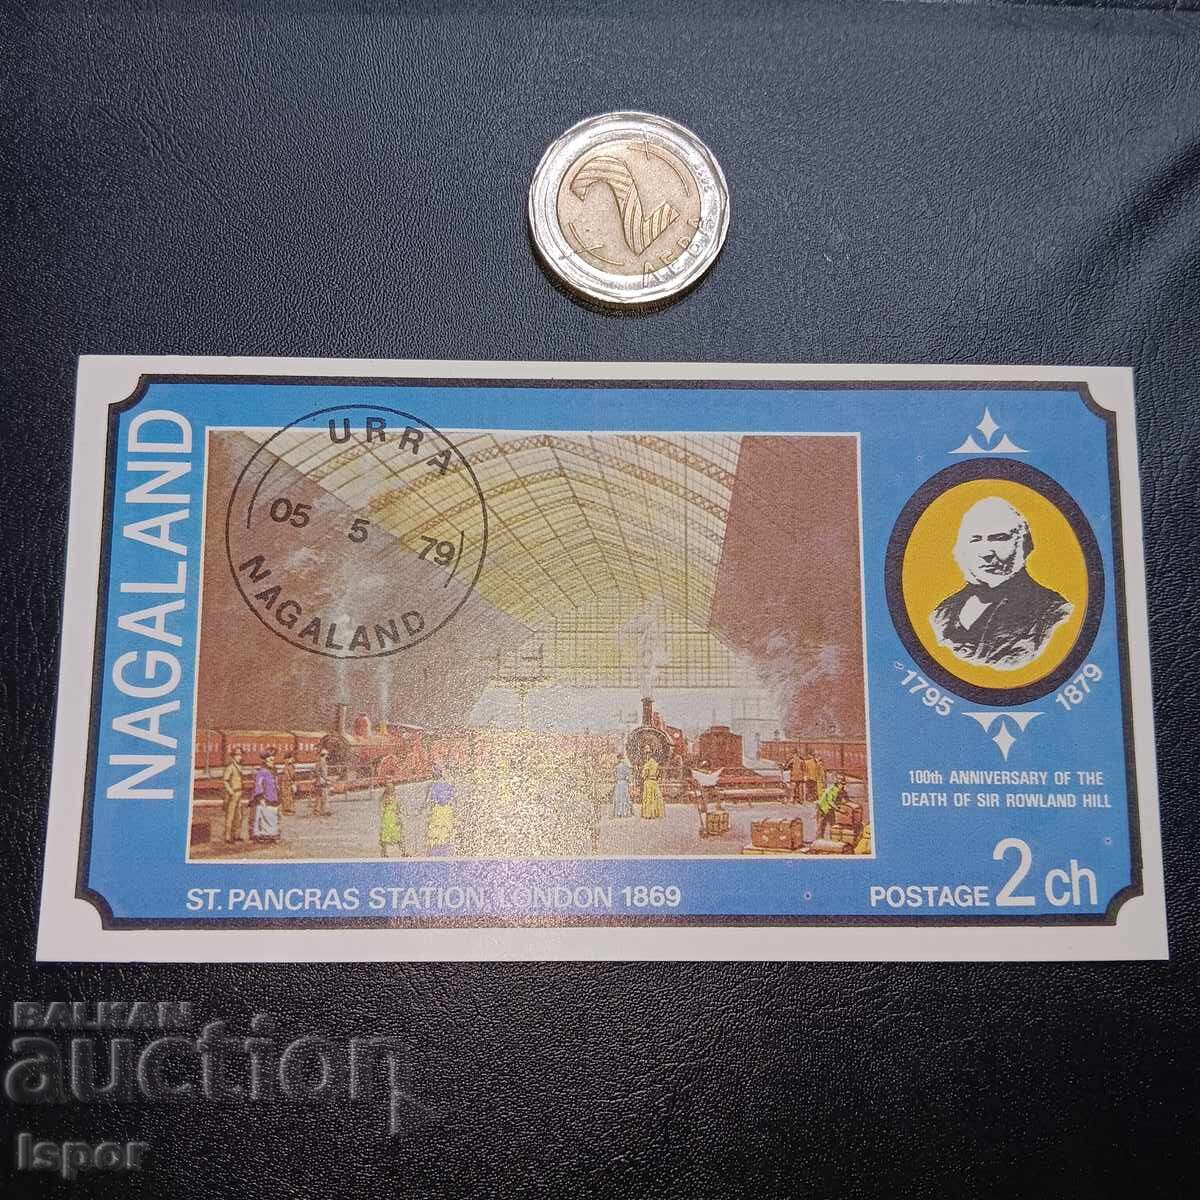 2
ЛЕВА
NAGALAND
URRA
05 5 79
NAGALAND
1795 1879
100th ANNIVERSARY OF THE
DEATH OF SIR ROWLAND HILL
ST. PANCRAS STATION, LONDON 1869
POSTAGE 2 ch
BALKAN
auction
Ispor